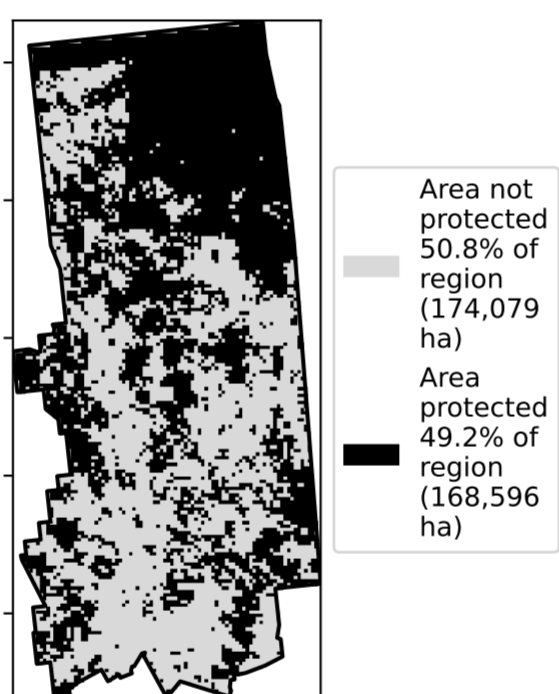 Area not
protected
50.8% of
region
(174,079
ha)
Area
protected
49.2% of
region
(168,596
ha)